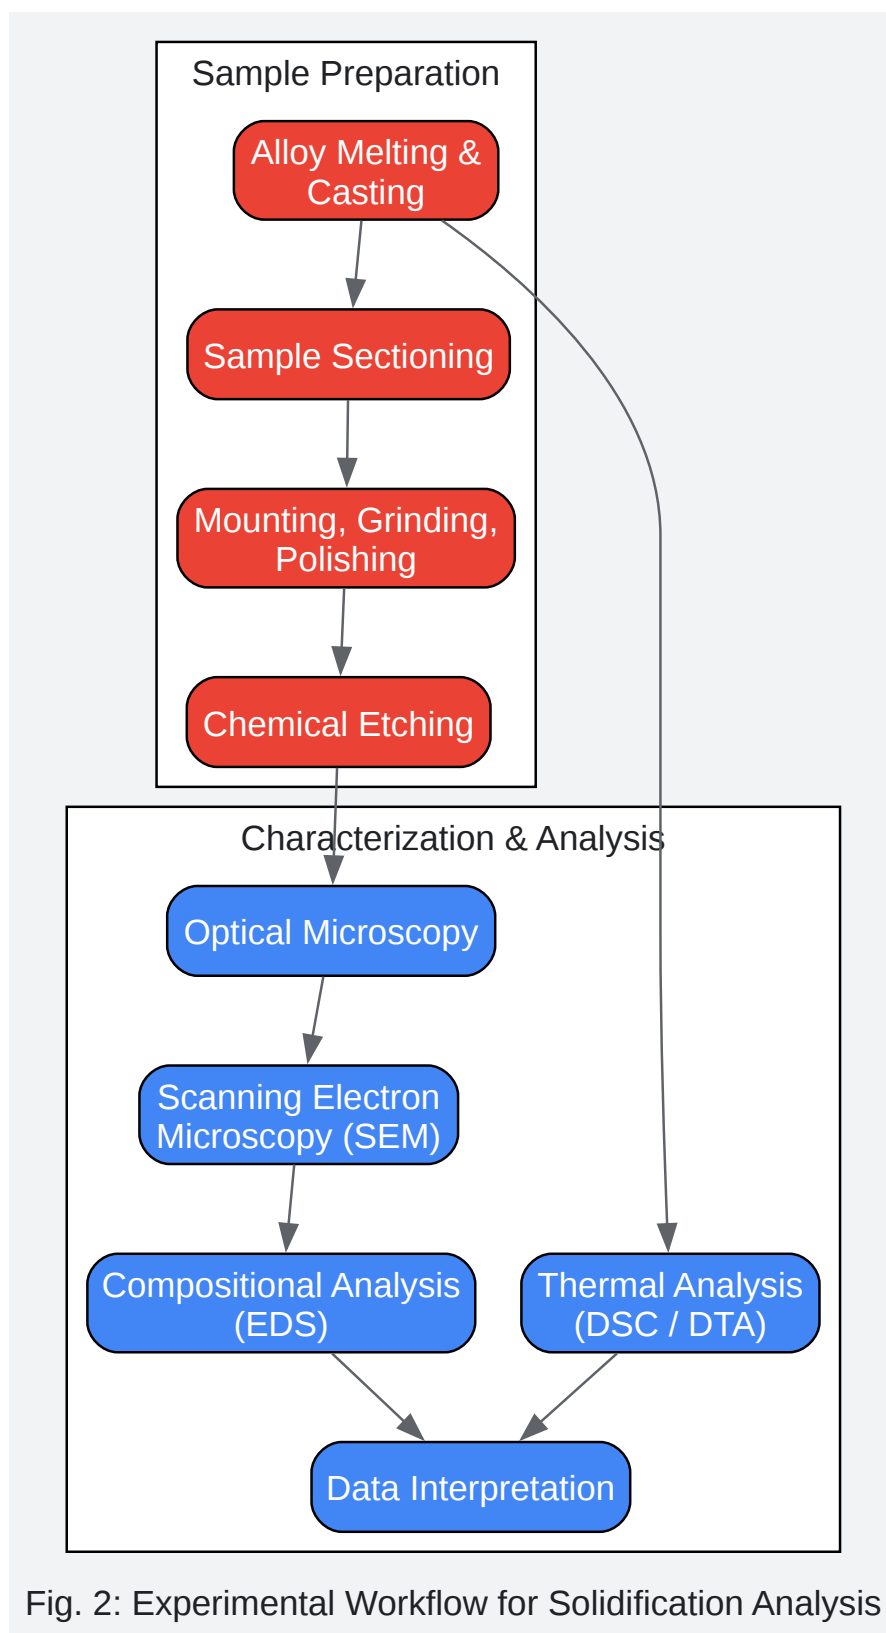 Sample Preparation
Alloy Melting &
Casting
Sample Sectioning
Mounting, Grinding,
Polishing
Chemical Etching
Characterization & Analysis
Optical Microscopy
Scanning Electron
Microscopy (SEM)
Compositional Analysis
(EDS)
Thermal Analysis
(DSC / DTA)
Data Interpretation
Fig. 2: Experimental Workflow for Solidification Analysis